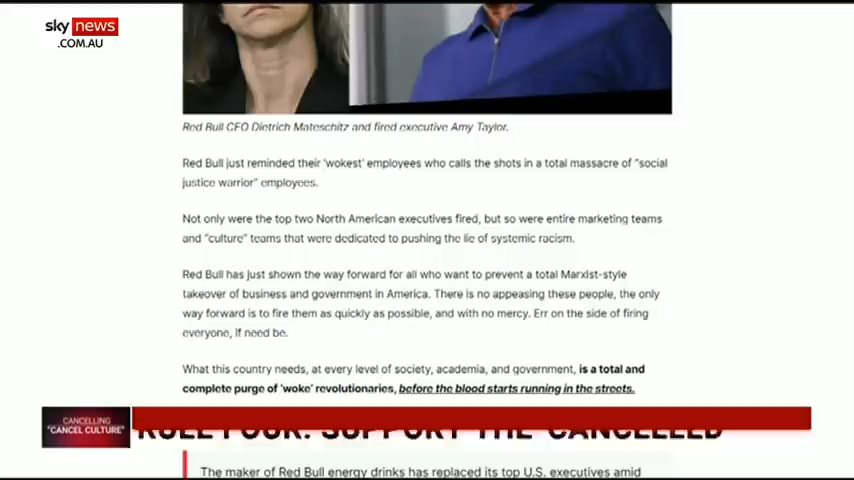 sky news
.COM.AU
Red Bull CEO Dietrich Mateschitz and fired executive Amy Taylor.
Red Bull just reminded their 'wokest' employees who calls the shots in a total massacre of "social
justice warrior" employees.
Not only were the top two North American executives fired, but so were entire marketing teams
and "culture" teams that were dedicated to pushing the lie of systemic racism.
Red Bull has just shown the way forward for all who want to prevent a total Marxist-style
takeover of business and government in America. There is no appeasing these people, the only
way forward is to fire them as quickly as possible, and with no mercy. Err on the side of firing
everyone, if need be.
What this country needs, at every level of society, academia, and government, is a total and
complete purge of 'woke' revolutionaries, before the blood starts running in the streets.
CANCELLING
"CANCEL CULTURE"
RULE FOUR: SUPPORT THE 'CANCELLED'
The maker of Red Bull energy drinks has replaced its top U.S. executives amid